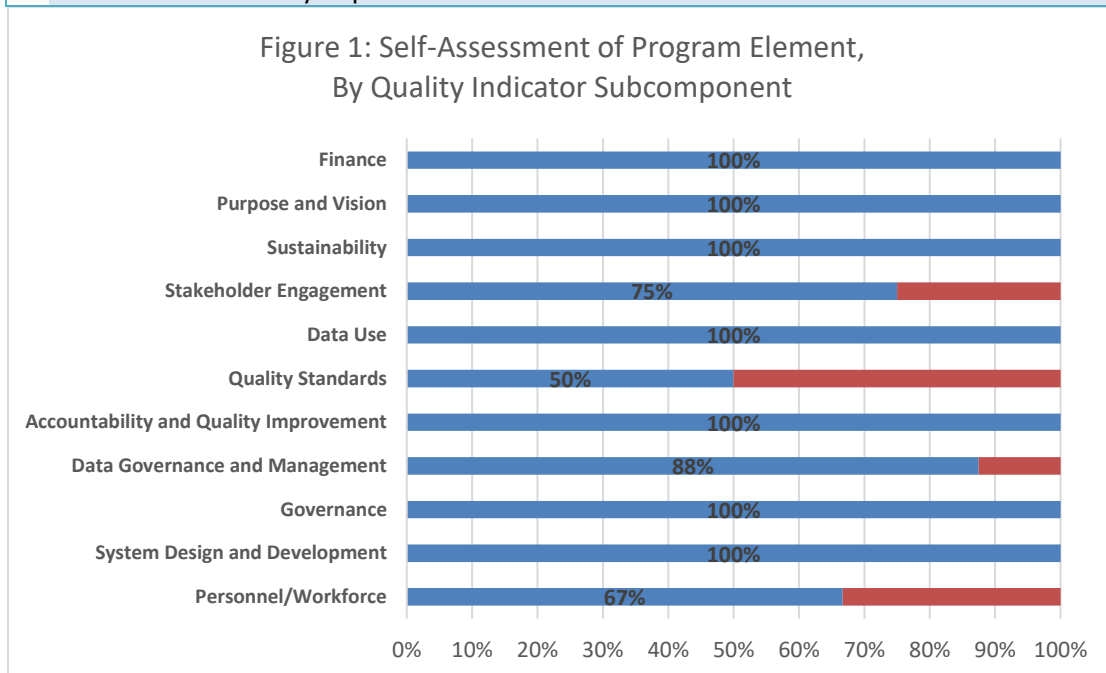 Figure 1: Self-Assessment of Program Element,
By Quality Indicator Subcomponent
Finance 100%
Purpose and Vision 100%
Sustainability 100%
Stakeholder Engagement 75%
Data Use 100%
Quality Standards 50%
Accountability and Quality Improvement 100%
Data Governance and Management 88%
Governance 100%
System Design and Development 100%
Personnel/Workforce 67%
0% 10% 20% 30% 40% 50% 60% 70% 80% 90% 100%